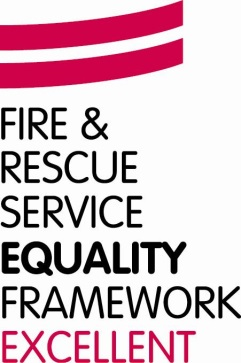 FIRE &
RESCUE
SERVICE
EQUALITY
FRAMEWORK
EXCELLENT